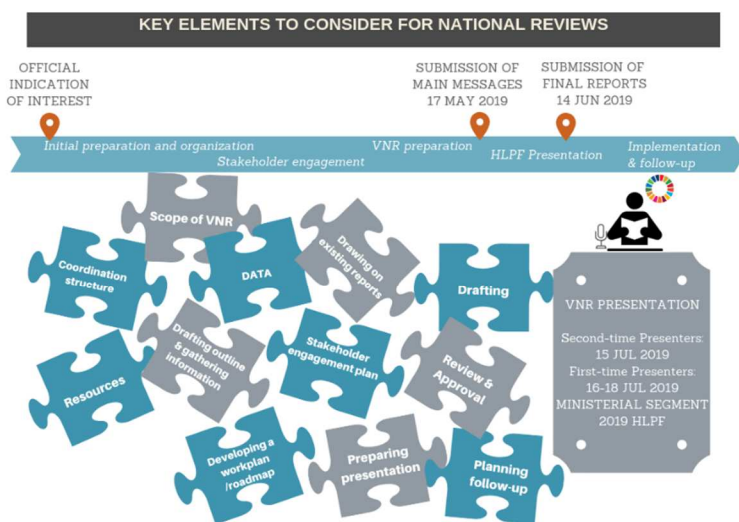 KEY ELEMENTS TO CONSIDER FOR NATIONAL REVIEWS
OFFICIAL
INDICATION
OF INTEREST
SUBMISSION OF
MAIN MESSAGES
17 MAY 2019
SUBMISSION OF
FINAL REPORTS
14 JUN 2019
Initial preparation and organization
Stakeholder engagement
VNR preparation
HLPF Presentation
Implementation
& follow-up
Scope of VNR
Coordination
structure
DATA
Drawing on
existing reports
Drafting
Resources
Drafting outline
& gathering
information
Stakeholder
engagement plan
Review &
Approval
Developing a
workplan
/roadmap
Preparing
presentation
Planning
follow-up
VNR PRESENTATION
Second-time Presenters:
15 JUL 2019
First-time Presenters:
16-18 JUL 2019
MINISTERIAL SEGMENT
2019 HLPF